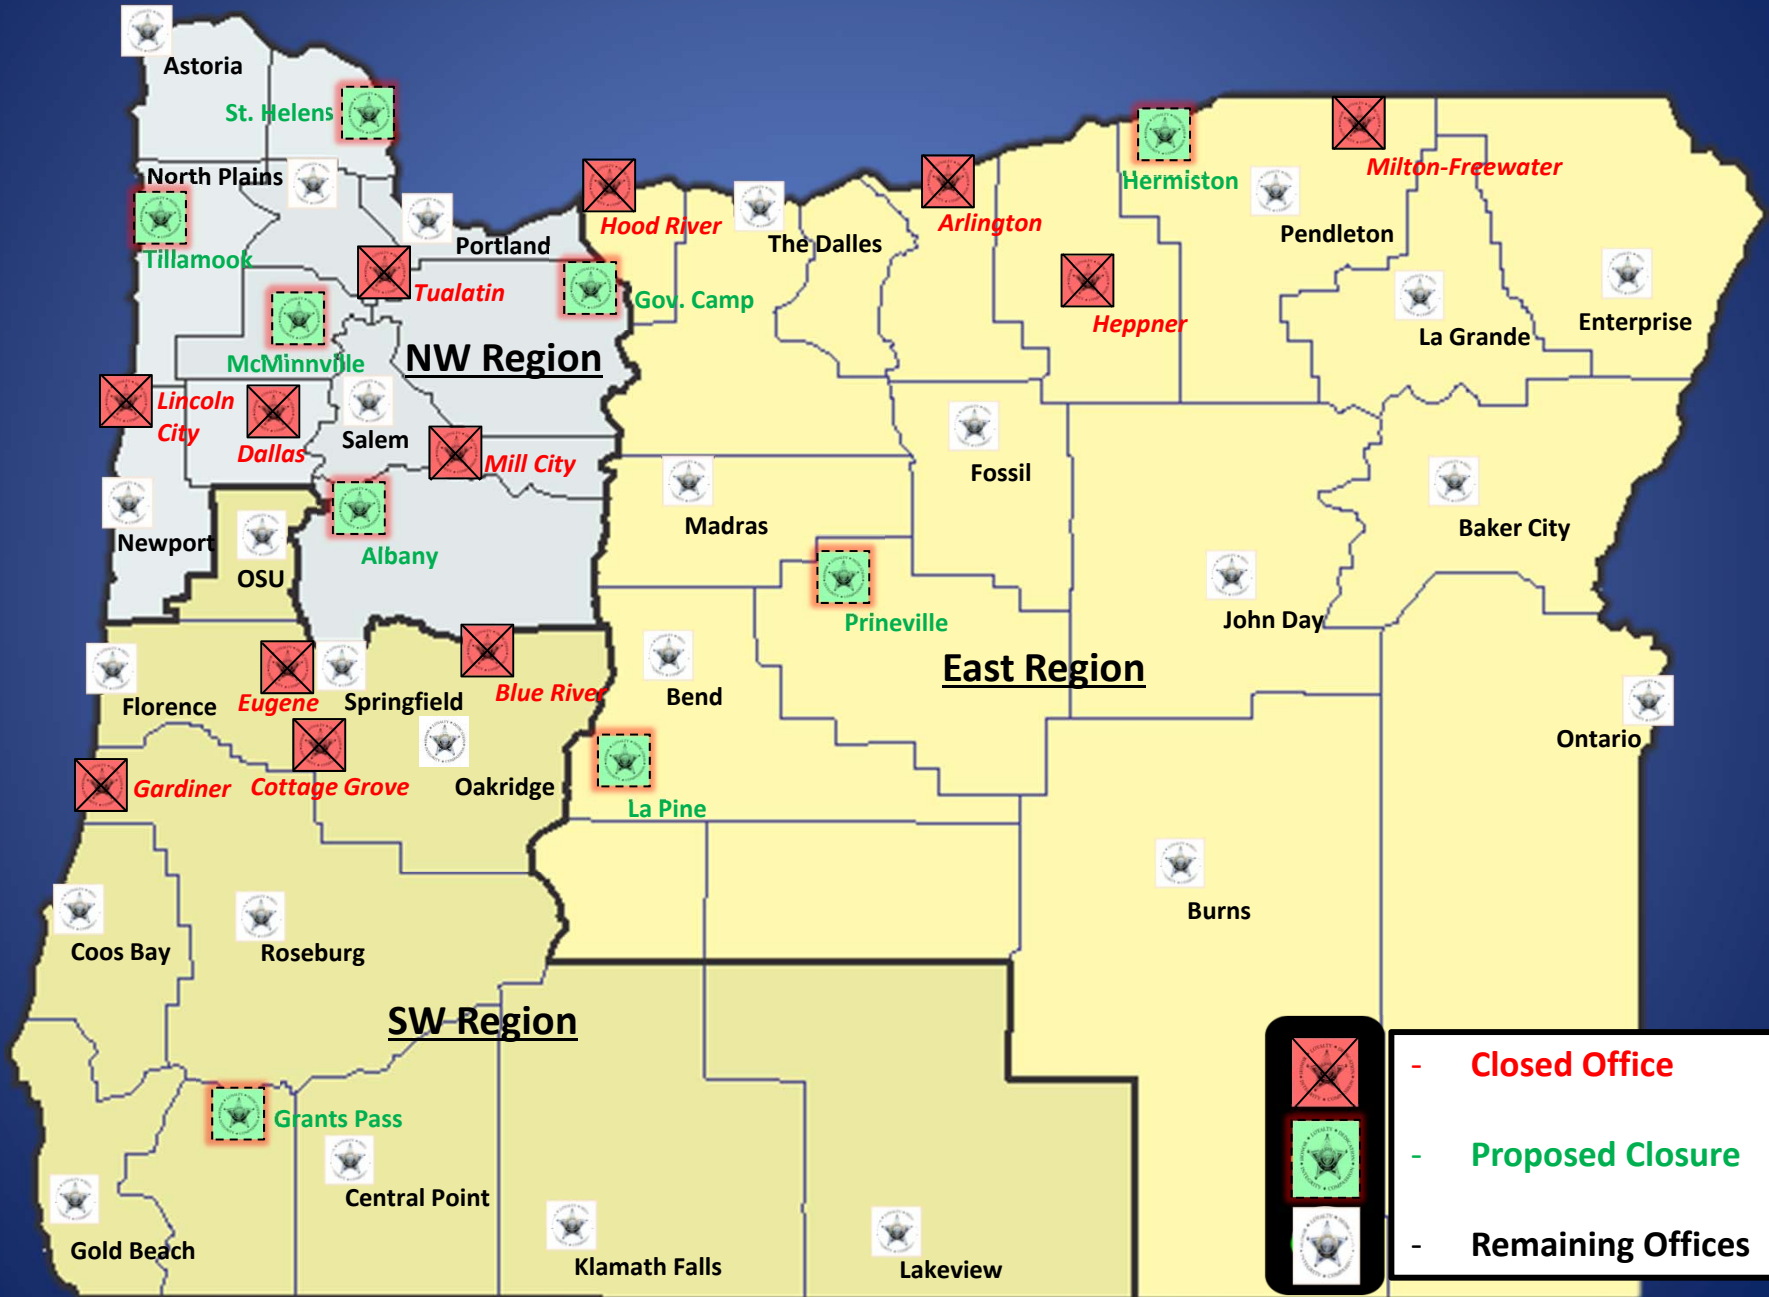 Astoria
St. Helens
North Plains
Tillamook
Portland
Tualatin
Hood River
The Dalles
Arlington
Hermiston
Milton-Freewater
Pendleton
Gov. Camp
Heppner
La Grande
Enterprise
McMinnville
NW Region
Lincoln
City
Dallas
Salem
Mill City
Fossil
Madras
Baker City
Newport
OSU
Albany
Prineville
John Day
East Region
Florence
Eugene
Springfield
Blue River
Bend
Ontario
Gardiner
Cottage Grove
Oakridge
La Pine
Burns
Coos Bay
Roseburg
SW Region
Grants Pass
Central Point
Gold Beach
Klamath Falls
Lakeview
- Closed Office
- Proposed Closure
- Remaining Offices